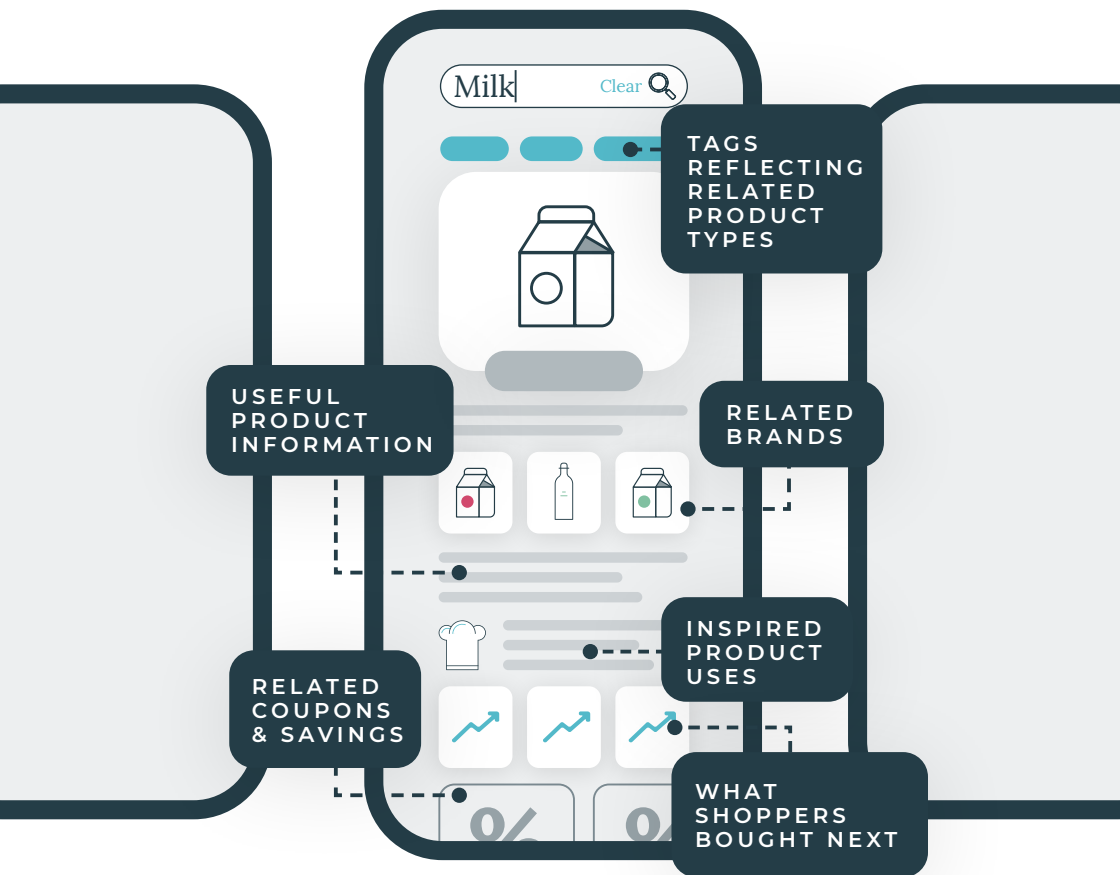 Milk
Clear
TAGS
REFLECTING
RELATED
PRODUCT
TYPES
USEFUL
PRODUCT
INFORMATION
RELATED
BRANDS
INSPIRED
PRODUCT
USES
RELATED
COUPONS
& SAVINGS
WHAT
SHOPPERS
BOUGHT NEXT
%
%